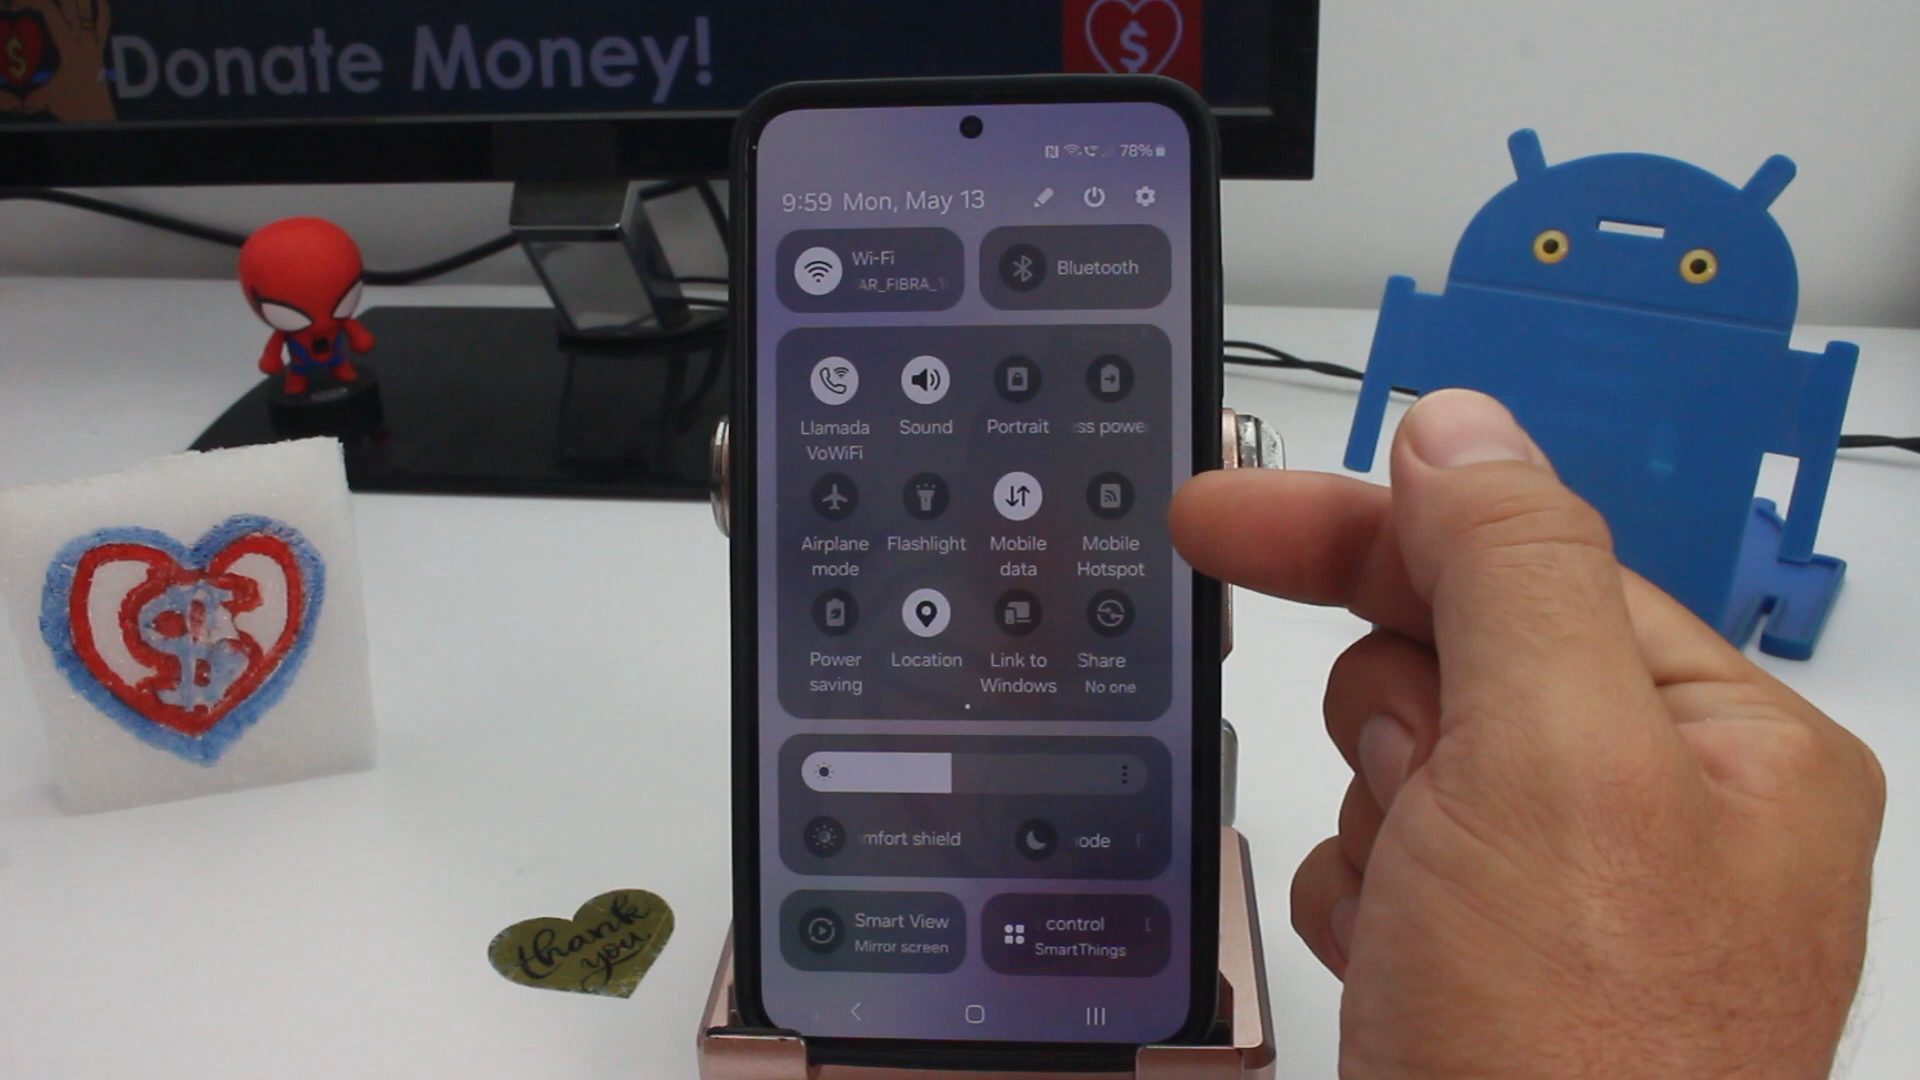 Donate Money!
78%
9:59 Mon, May 13
Wi-Fi
AR_FIBRA_
Bluetooth
Llamada
VoWiFi
Sound
Portrait
ss powe
Airplane
mode
Flashlight
Mobile
data
Mobile
Hotspot
Power
saving
Location
Link to
Windows
Share
No one
mfort shield
ode
Smart View
Mirror screen
control
SmartThings
thank
you